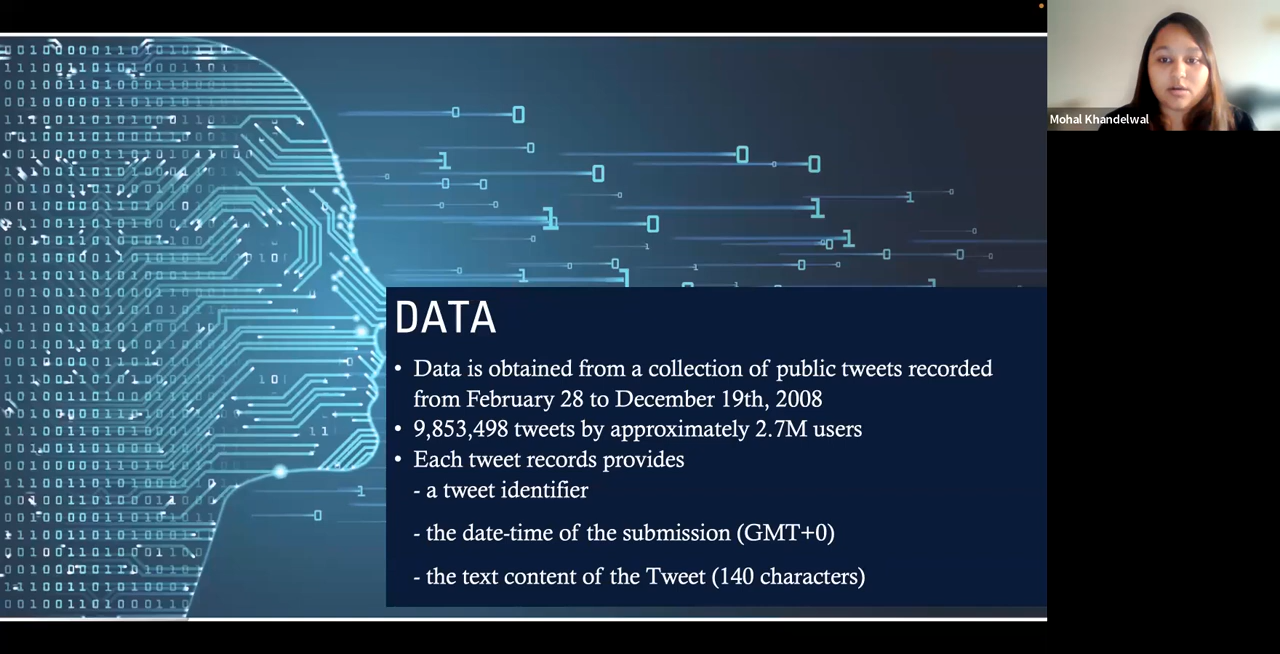 DATA
• Data is obtained from a collection of public tweets recorded
from February 28 to December 19th, 2008
• 9,853,498 tweets by approximately 2.7M users
• Each tweet records provides
- a tweet identifier
- the date-time of the submission (GMT+0)
- the text content of the Tweet (140 characters)
Mohal Khandelwal